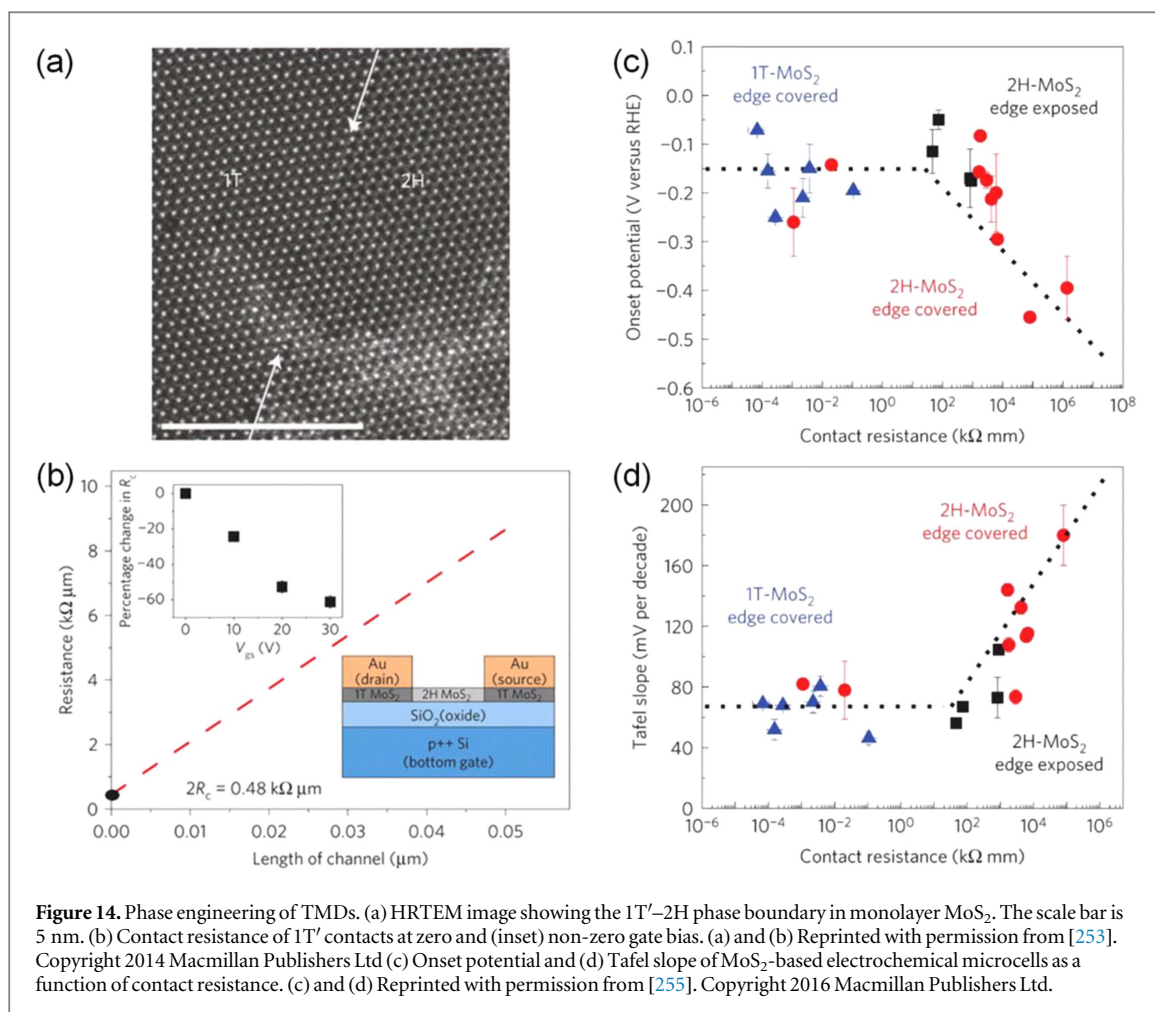 (a)
1T
2H
(b)
10
8
6
4
2
0
Resistance (kΩ μm)
0.00
0.01
0.02
0.03
0.04
0.05
Length of channel (μm)
2Rc = 0.48 kΩ μm
Percentage change in Rc
0
−20
−40
−60
0
10
20
30
Vgs (V)
Au
(drain)
Au
(source)
1T MoS2
2H MoS2
1T MoS2
SiO2(oxide)
p++ Si
(bottom gate)
(c)
0.1
0.0
−0.1
−0.2
−0.3
−0.4
−0.5
−0.6
Onset potential (V versus RHE)
1T-MoS2
edge covered
2H-MoS2
edge exposed
2H-MoS2
edge covered
10−6
10−4
10−2
100
102
104
106
108
Contact resistance (kΩ mm)
(d)
200
160
120
80
40
0
Tafel slope (mV per decade)
2H-MoS2
edge covered
1T-MoS2
edge covered
2H-MoS2
edge exposed
10−6
10−4
10−2
100
102
104
106
Contact resistance (kΩ mm)
Figure 14. Phase engineering of TMDs. (a) HRTEM image showing the 1T′–2H phase boundary in monolayer MoS2. The scale bar is
5 nm. (b) Contact resistance of 1T′ contacts at zero and (inset) non-zero gate bias. (a) and (b) Reprinted with permission from [253].
Copyright 2014 Macmillan Publishers Ltd (c) Onset potential and (d) Tafel slope of MoS2-based electrochemical microcells as a
function of contact resistance. (c) and (d) Reprinted with permission from [255]. Copyright 2016 Macmillan Publishers Ltd.